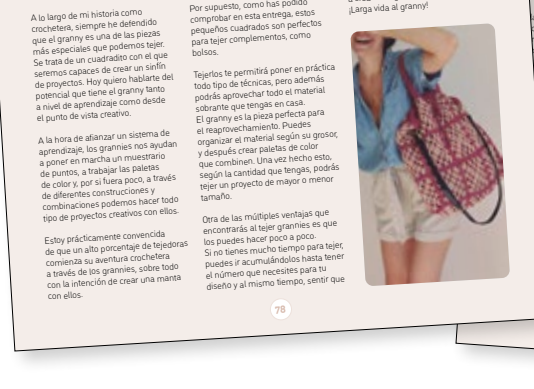 A lo largo de mi historia como
crochetera, siempre he defendido
que el granny es una de las piezas
más especiales que podemos tejer.
Se trata de un cuadradito con el que
seremos capaces de crear un sinfín
de proyectos. Hoy quiero hablarte del
potencial que tiene el granny tanto
a nivel de aprendizaje como desde
el punto de vista creativo.
A la hora de afianzar un sistema de
aprendizaje, los grannies nos ayudan
a poner en marcha un muestrario
de puntos, a trabajar las paletas
de color y, por si fuera poco, a través
de diferentes construcciones y
combinaciones podemos hacer todo
tipo de proyectos creativos con ellos.
Estoy prácticamente convencida
de que un alto porcentaje de tejedoras
comienza su aventura crochetera
a través de los grannies, sobre todo
con la intención de crear una manta
con ellos.
Por supuesto, como has podido
comprobar en esta entrega, estos
pequeños cuadrados son perfectos
para tejer complementos, como
bolsos.
Tejerlos te permitirá poner en práctica
todo tipo de técnicas, pero además
podrás aprovechar todo el material
sobrante que tengas en casa.
El granny es la pieza perfecta para
el reaprovechamiento. Puedes
organizar el material según su grosor,
y después crear paletas de color
que combinen. Una vez hecho esto,
según la cantidad que tengas, podrás
tejer un proyecto de mayor o menor
tamaño.
Otra de las múltiples ventajas que
encontrarás al tejer grannies es que
los puedes hacer poco a poco.
Si no tienes mucho tiempo para tejer,
puedes ir acumulándolos hasta tener
el número que necesites para tu
diseño y al mismo tiempo, sentir que
¡Larga vida al granny!
78